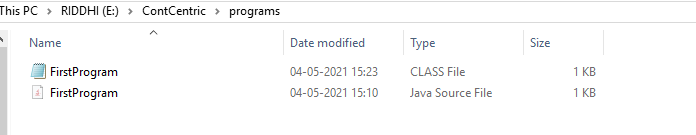 This PC > RIDDHI (E:) > ContCentric > programs
Name Date modified Type Size
FirstProgram 04-05-2021 15:23 CLASS File 1 KB
FirstProgram 04-05-2021 15:10 Java Source File 1 KB